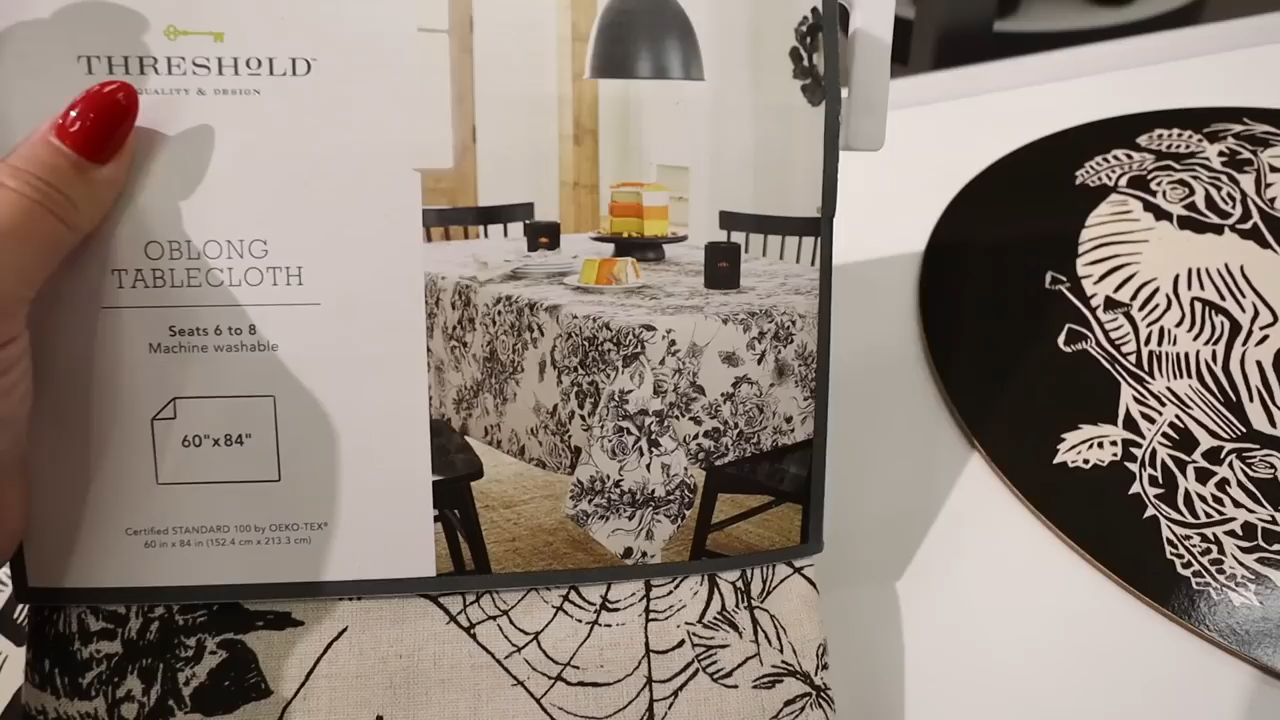 THRESHOLD™
QUALITY & DESIGN
OBLONG
TABLECLOTH
Seats 6 to 8
Machine washable
60"x84"
Certified STANDARD 100 by OEKO-TEX®
60 in x 84 in (152.4 cm x 213.3 cm)